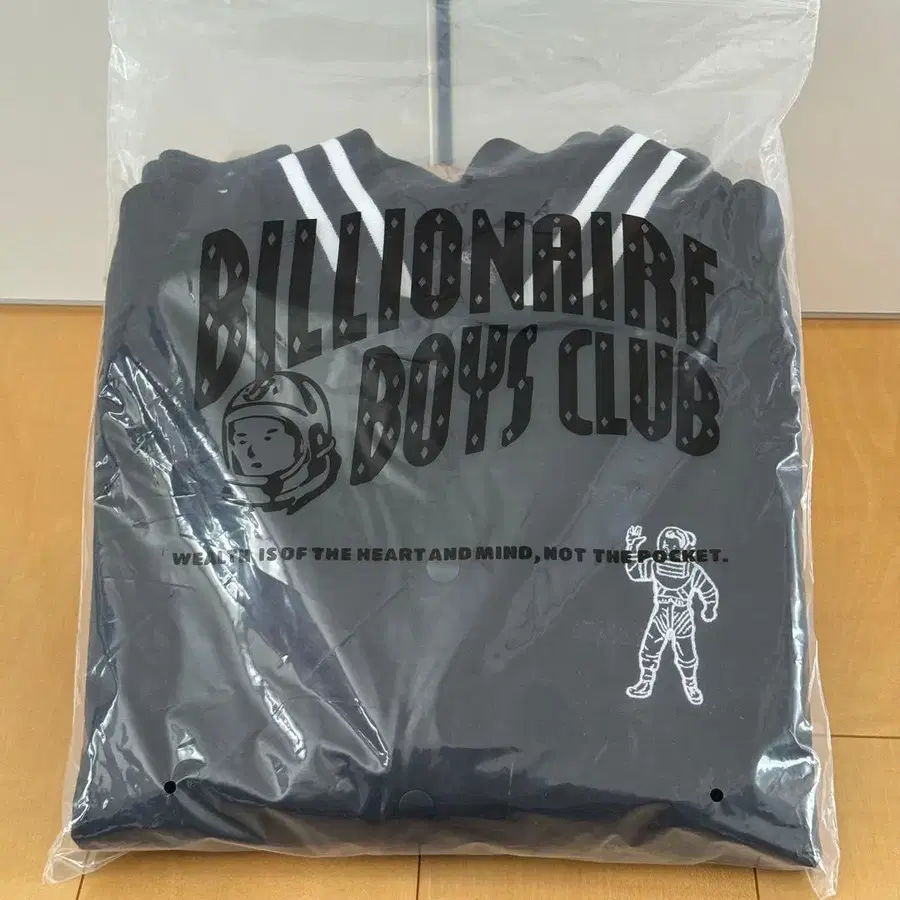 BILLIONAIRE
BOYS CLUB
WEALTH IS OF THE HEART AND MIND, NOT THE POCKET.